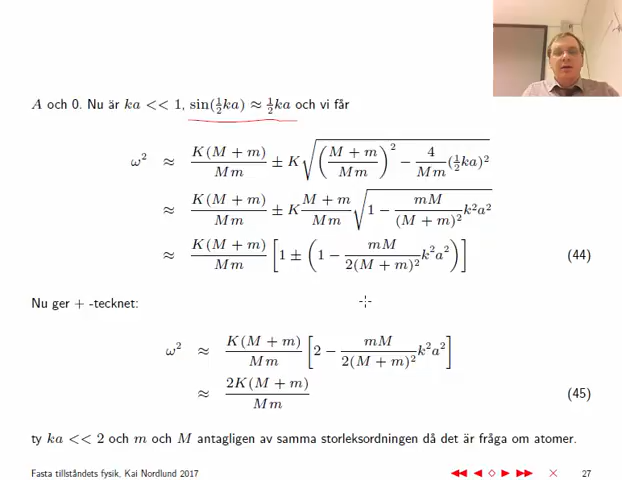 A och 0. Nu är ka << 1, sin(½ka) ≈ ½ka och vi får
ω² ≈ K(M + m)/Mm ± K√(((M + m)/Mm)² − 4/Mm (½ka)²)
≈ K(M + m)/Mm ± K (M + m)/Mm √(1 − mM/(M + m)² k²a²)
≈ K(M + m)/Mm [1 ± (1 − mM/2(M + m)² k²a²)] (44)
Nu ger + -tecknet:
ω² ≈ K(M + m)/Mm [2 − mM/2(M + m)² k²a²]
≈ 2K(M + m)/Mm (45)
ty ka << 2 och m och M antagligen av samma storleksordningen då det är fråga om atomer.
Fasta tillståndets fysik, Kai Nordlund 2017 27